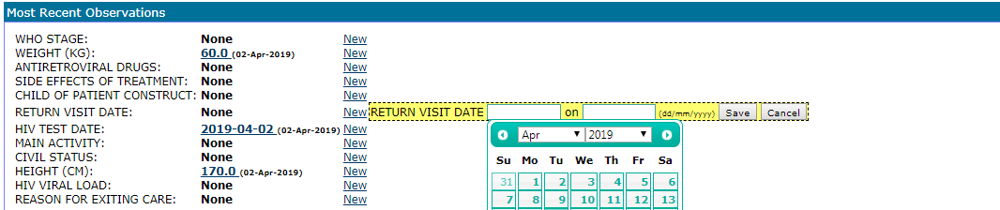 Most Recent Observations
WHO STAGE: None New
WEIGHT (KG): 60.0 (02-Apr-2019) New
ANTIRETROVIRAL DRUGS: None New
SIDE EFFECTS OF TREATMENT: None New
CHILD OF PATIENT CONSTRUCT: None New
RETURN VISIT DATE: None New RETURN VISIT DATE on (dd/mm/yyyy) Save Cancel
HIV TEST DATE: 2019-04-02 (02-Apr-2019) New
MAIN ACTIVITY: None New
CIVIL STATUS: None New
HEIGHT (CM): 170.0 (02-Apr-2019) New
HIV VIRAL LOAD: None New
REASON FOR EXITING CARE: None New
Apr 2019
Su Mo Tu We Th Fr Sa
31 1 2 3 4 5 6
7 8 9 10 11 12 13